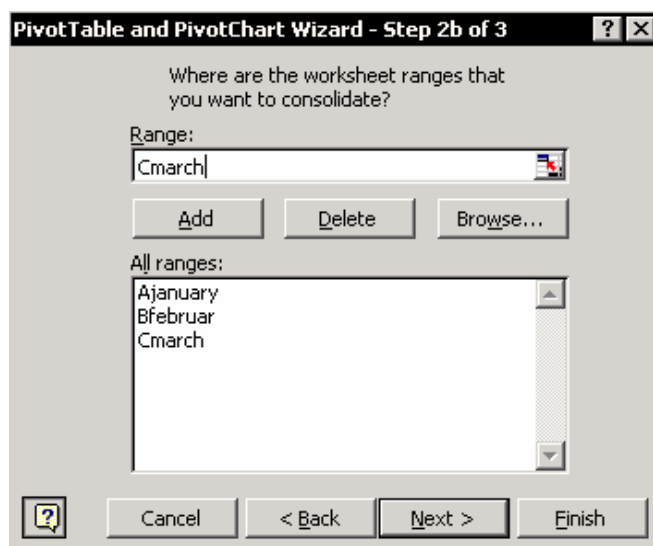 PivotTable and PivotChart Wizard - Step 2b of 3
Where are the worksheet ranges that
you want to consolidate?
Range:
Cmarch
Add Delete Browse...
All ranges:
Ajanuary
Bfebruar
Cmarch
Cancel < Back Next > Finish